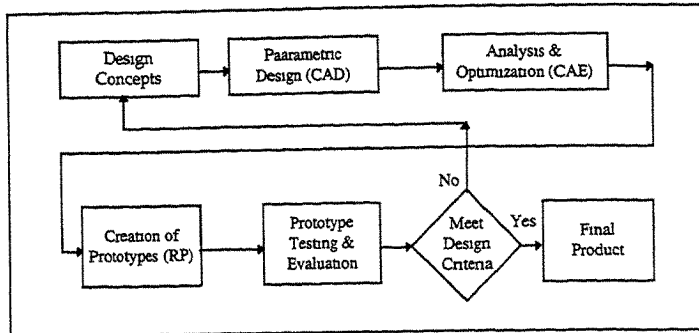 Design
Concepts
Paarametric
Design (CAD)
Analysis &
Optimization (CAE)
Creation of
Prototypes (RP)
Prototype
Testing &
Evaluation
No
Meet
Design
Criteria
Yes
Final
Product